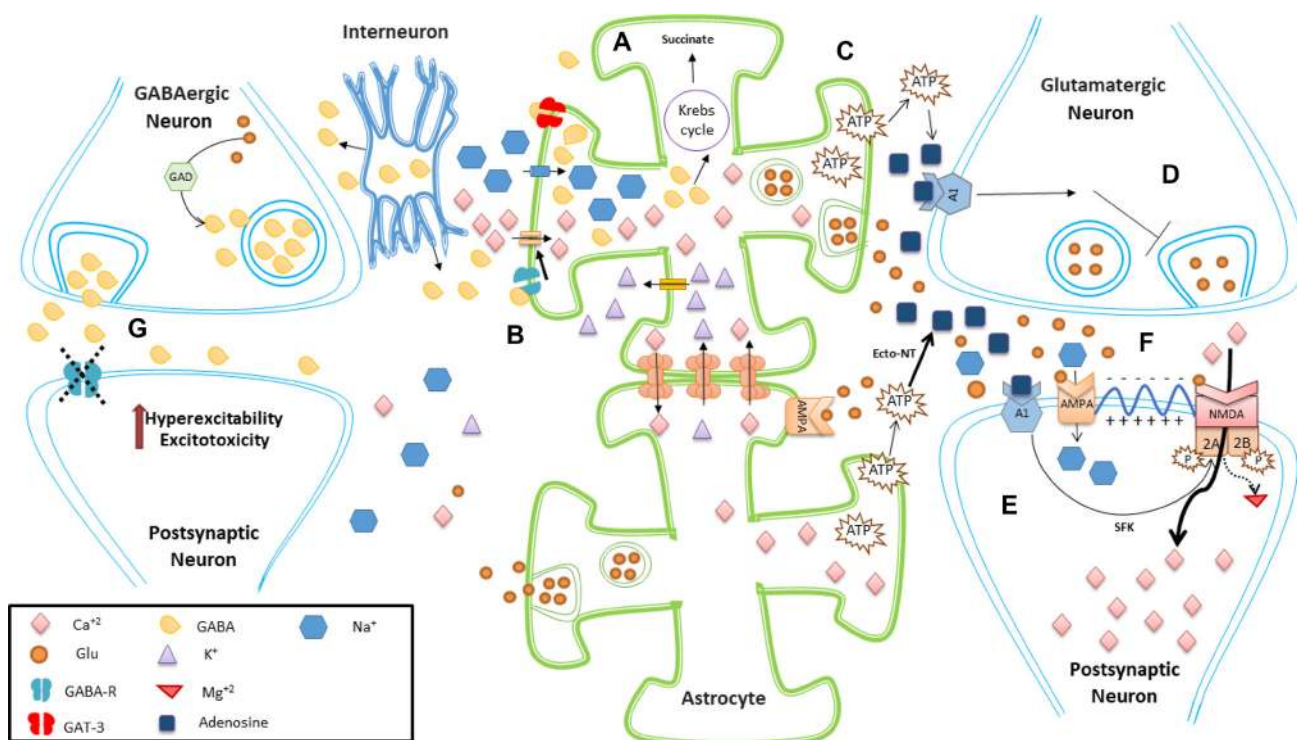 Interneuron
A
Succinate
C
ATP
ATP
ATP
GABAergic
Neuron
GAD
Krebs
cycle
Glutamatergic
Neuron
A1
D
G
B
Ecto-NT
F
Hyperexcitability
Excitotoxicity
AMPA
ATP
A1
AMPA
- - - - - -
++++++
NMDA
2A
2B
P
P
ATP
ATP
E
SFK
Postsynaptic
Neuron
Astrocyte
Postsynaptic
Neuron
Ca+2
GABA
Na+
Glu
K+
GABA-R
Mg+2
GAT-3
Adenosine